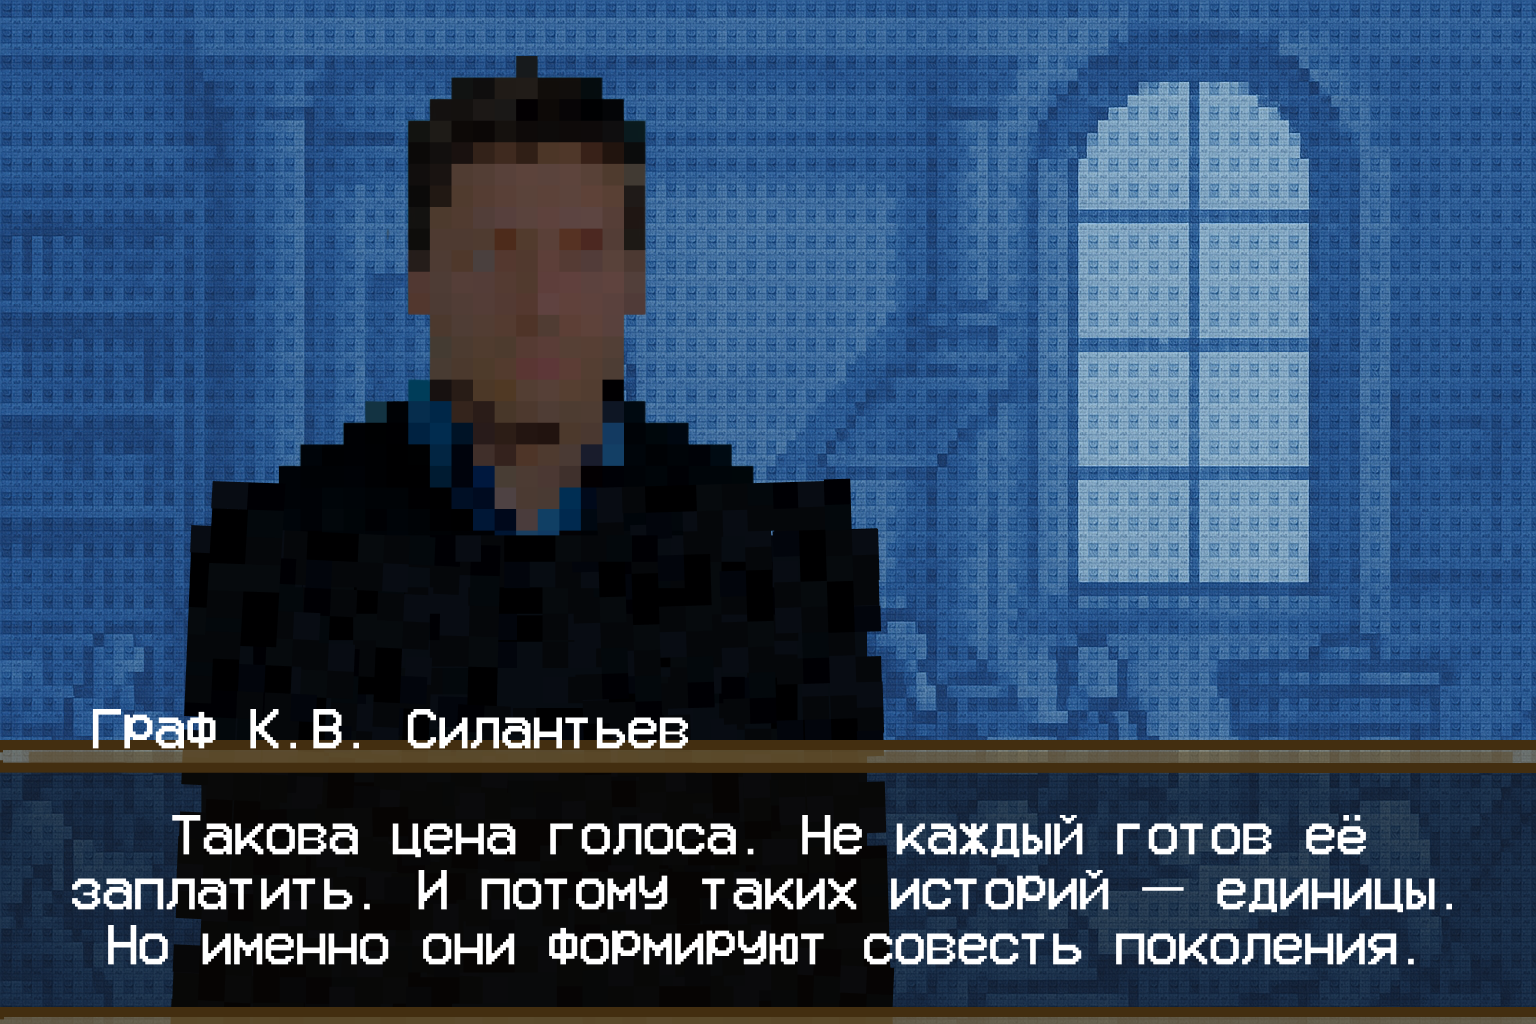 Граф К.В. Силантьев
Такова цена голоса. Не каждый готов её
заплатить. И потому таких историй — единицы.
Но именно они формируют совесть поколения.